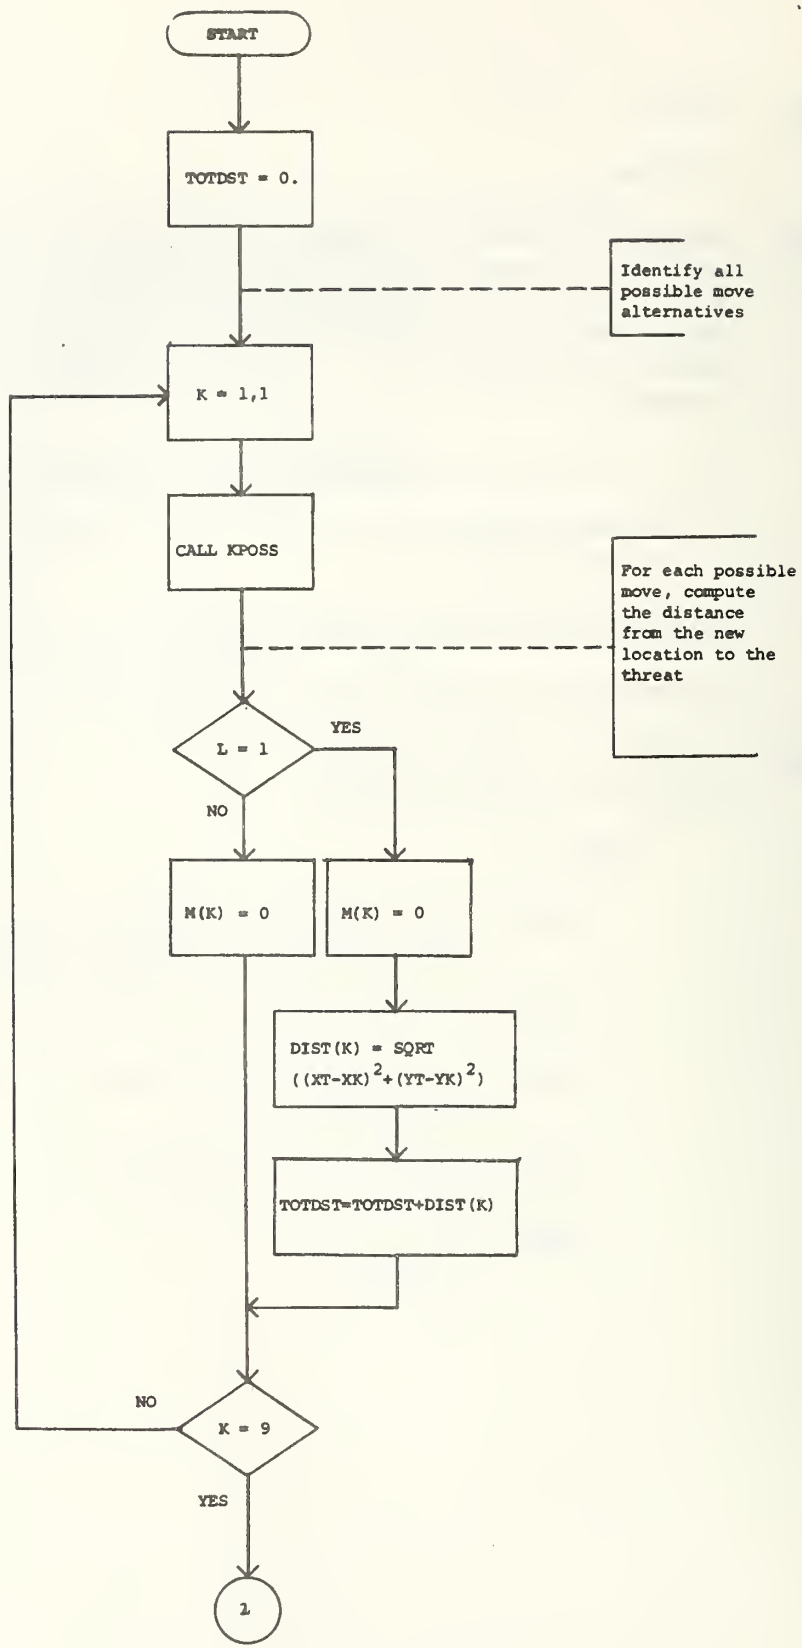 START
TOTDST = 0.
Identify all
possible move
alternatives
K = 1,1
CALL KPOSS
For each possible
move, compute
the distance
from the new
location to the
threat
L = 1
YES
NO
M(K) = 0
M(K) = 0
DIST(K) = SQRT
((XT-XK)²+(YT-YK)²)
TOTDST=TOTDST+DIST(K)
NO
K = 9
YES